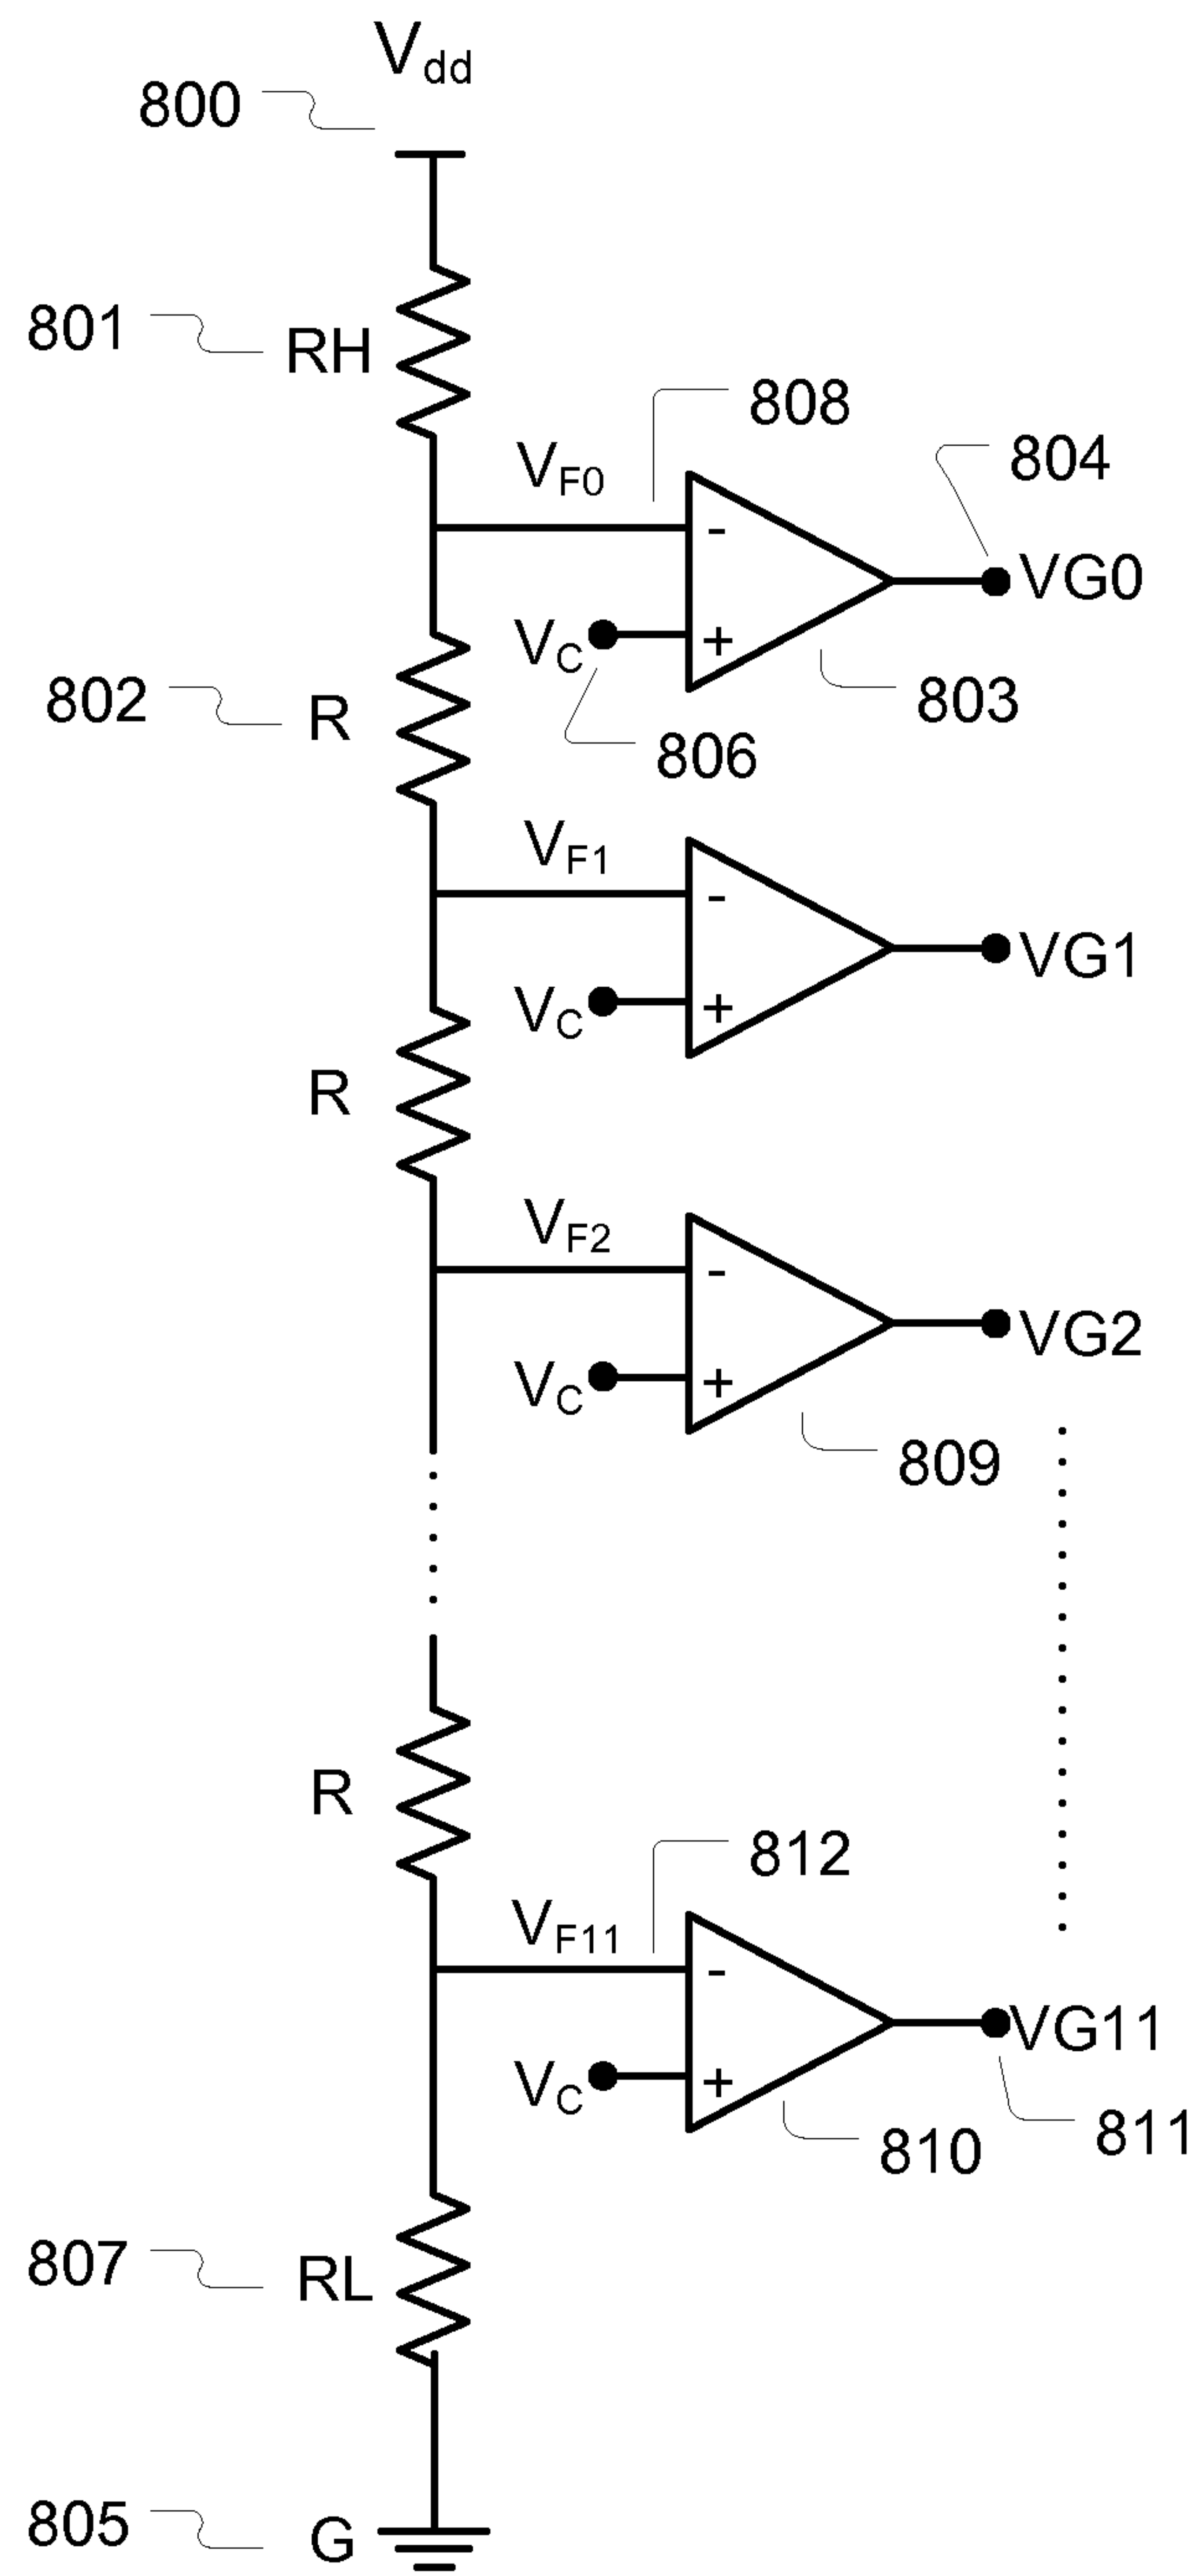 Vdd
800
801 RH
808
VF0
804
-
VG0
VC
+
802 R
803
806
VF1
-
VG1
VC
+
R
VF2
-
VG2
VC
+
809
R
812
VF11
-
VG11
VC
+
811
810
807 RL
805 G